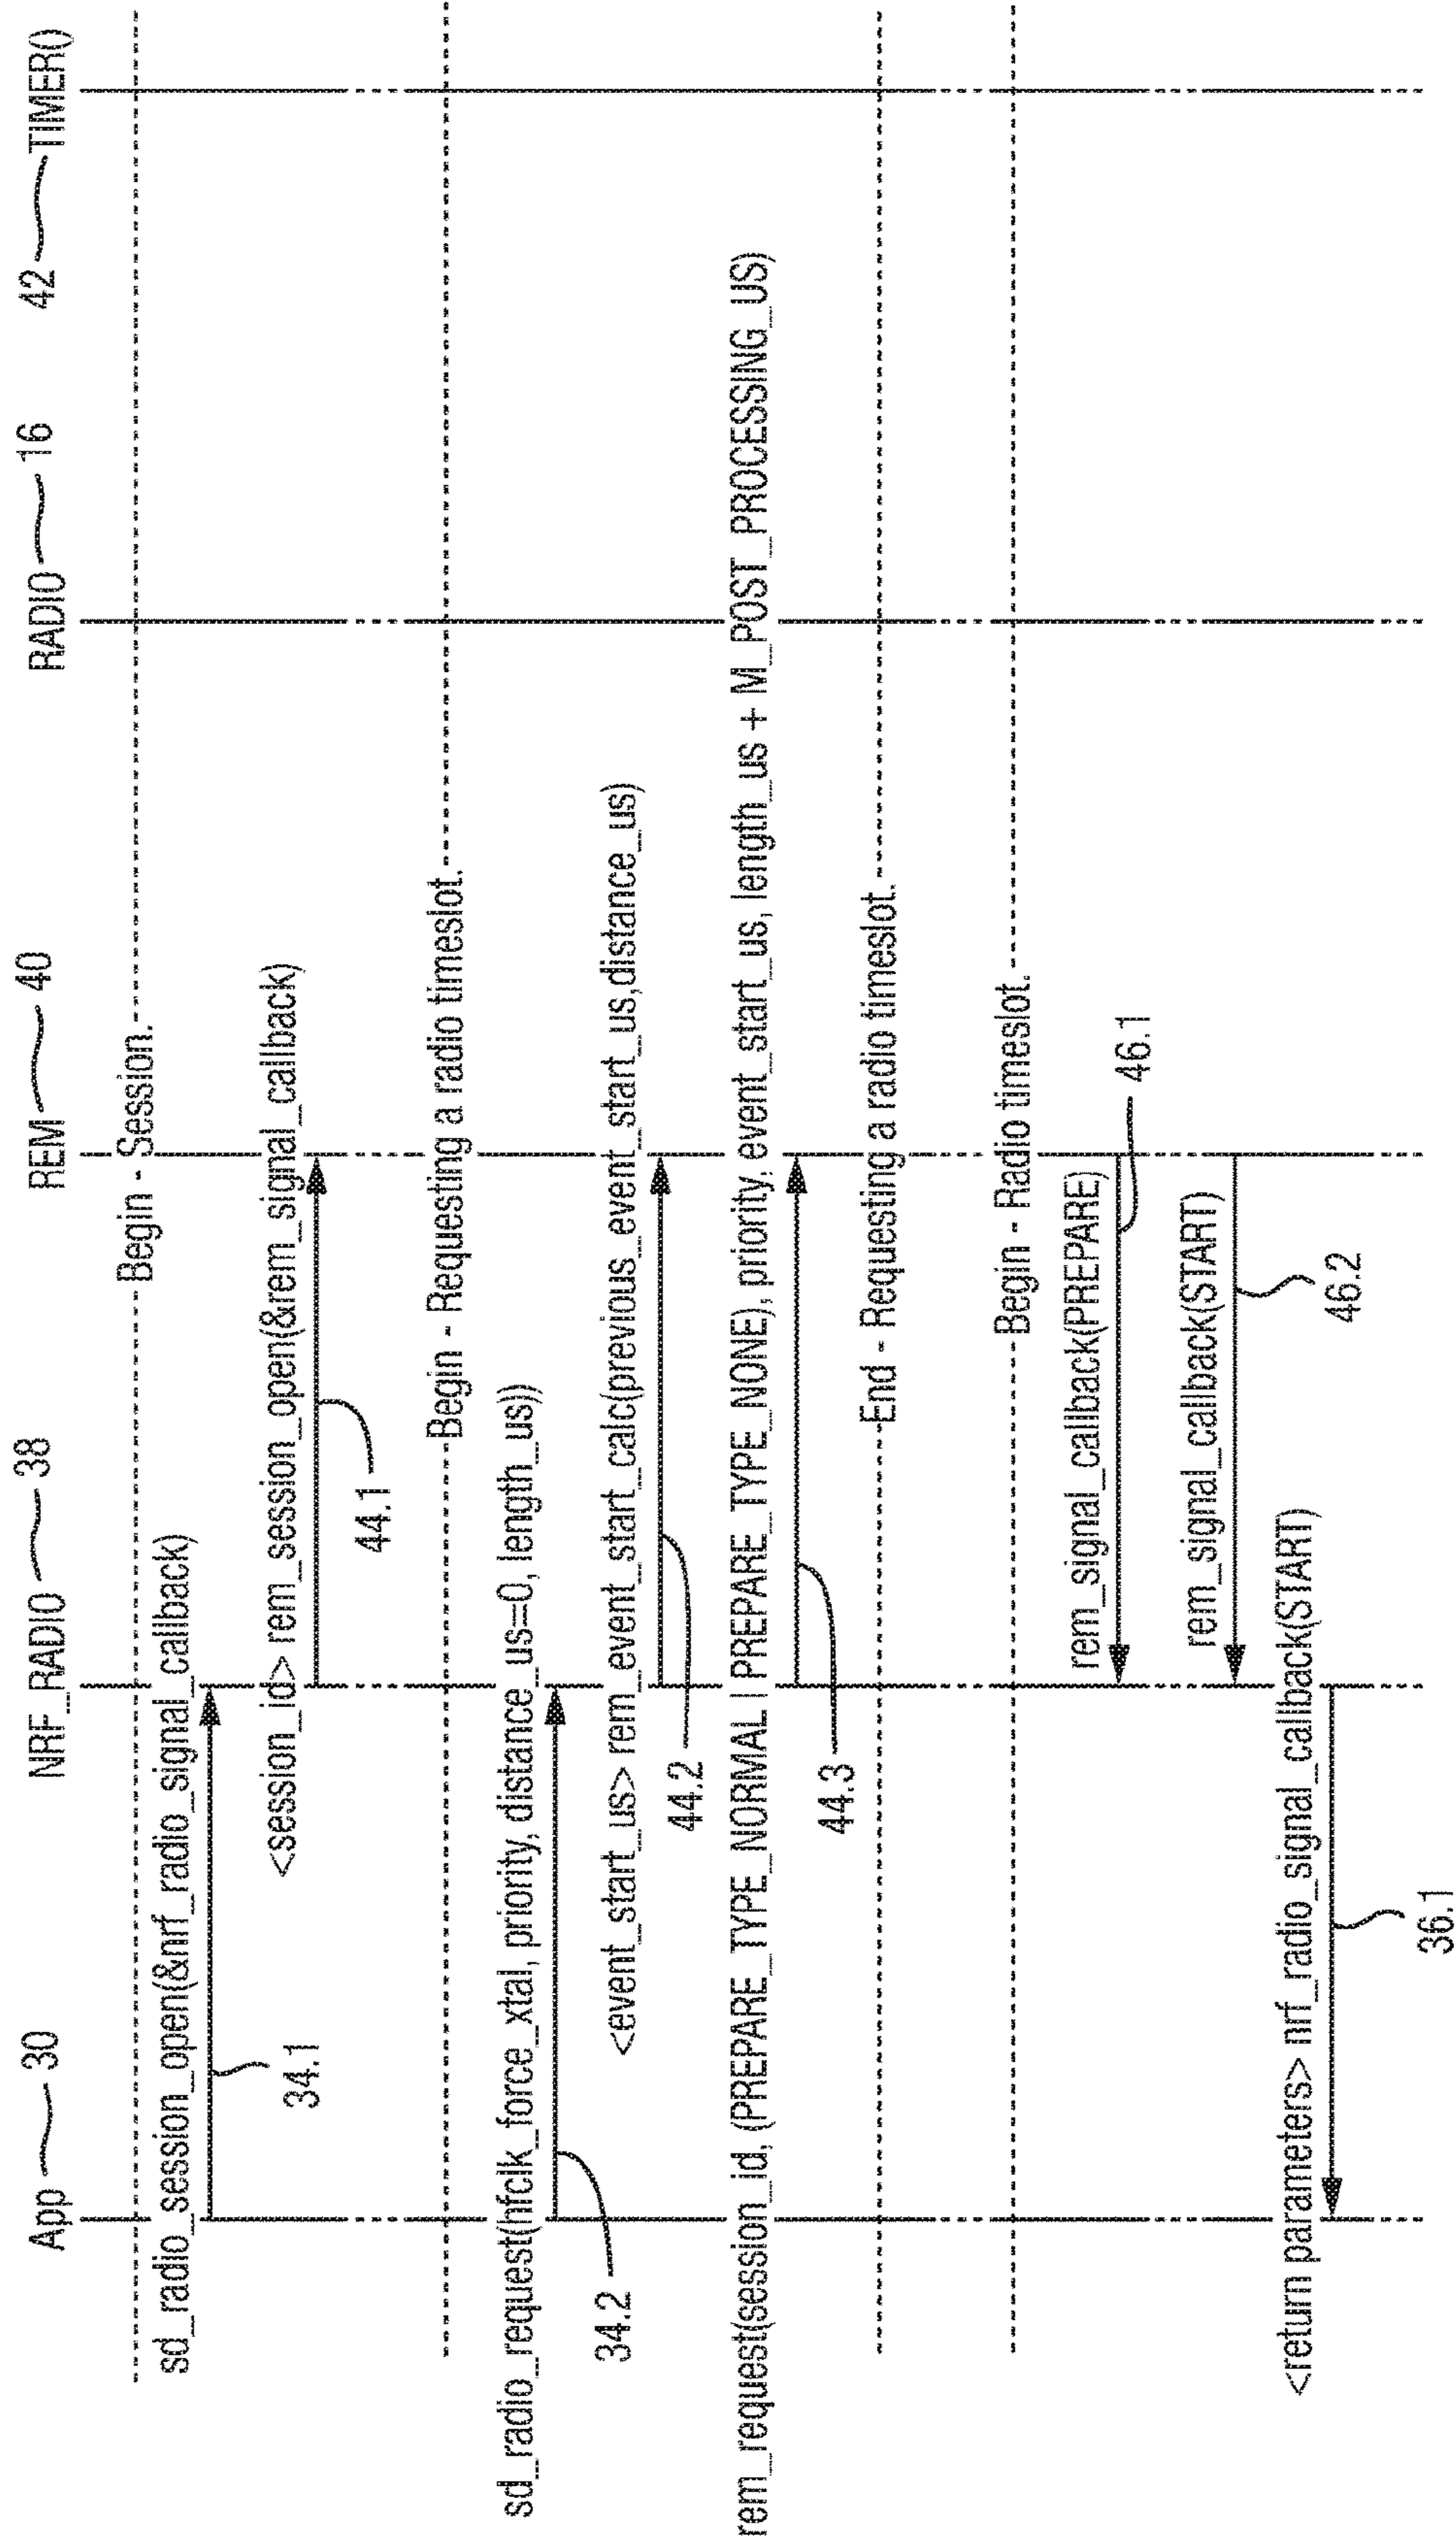 App 30
NRF_RADIO 38
REM 40
RADIO 16
42 TIMER()
Begin - Session.
sd_radio_session_open(&nrf_radio_signal_callback)
34.1
<session_id> rem_session_open(&rem_signal_callback)
44.1
Begin - Requesting a radio timeslot.
sd_radio_request(hfclk_force_xtal, priority, distance_us=0, length_us))
34.2
<event_start_us> rem_event_start_calc(previous_event_start_us,distance_us)
44.2
rem_request(session_id, (PREPARE_TYPE_NORMAL | PREPARE_TYPE_NONE), priority, event_start_us, length_us + M_POST_PROCESSING_US)
44.3
End - Requesting a radio timeslot.
Begin - Radio timeslot.
rem_signal_callback(PREPARE)
46.1
rem_signal_callback(START)
46.2
<return parameters> nrf_radio_signal_callback(START)
36.1